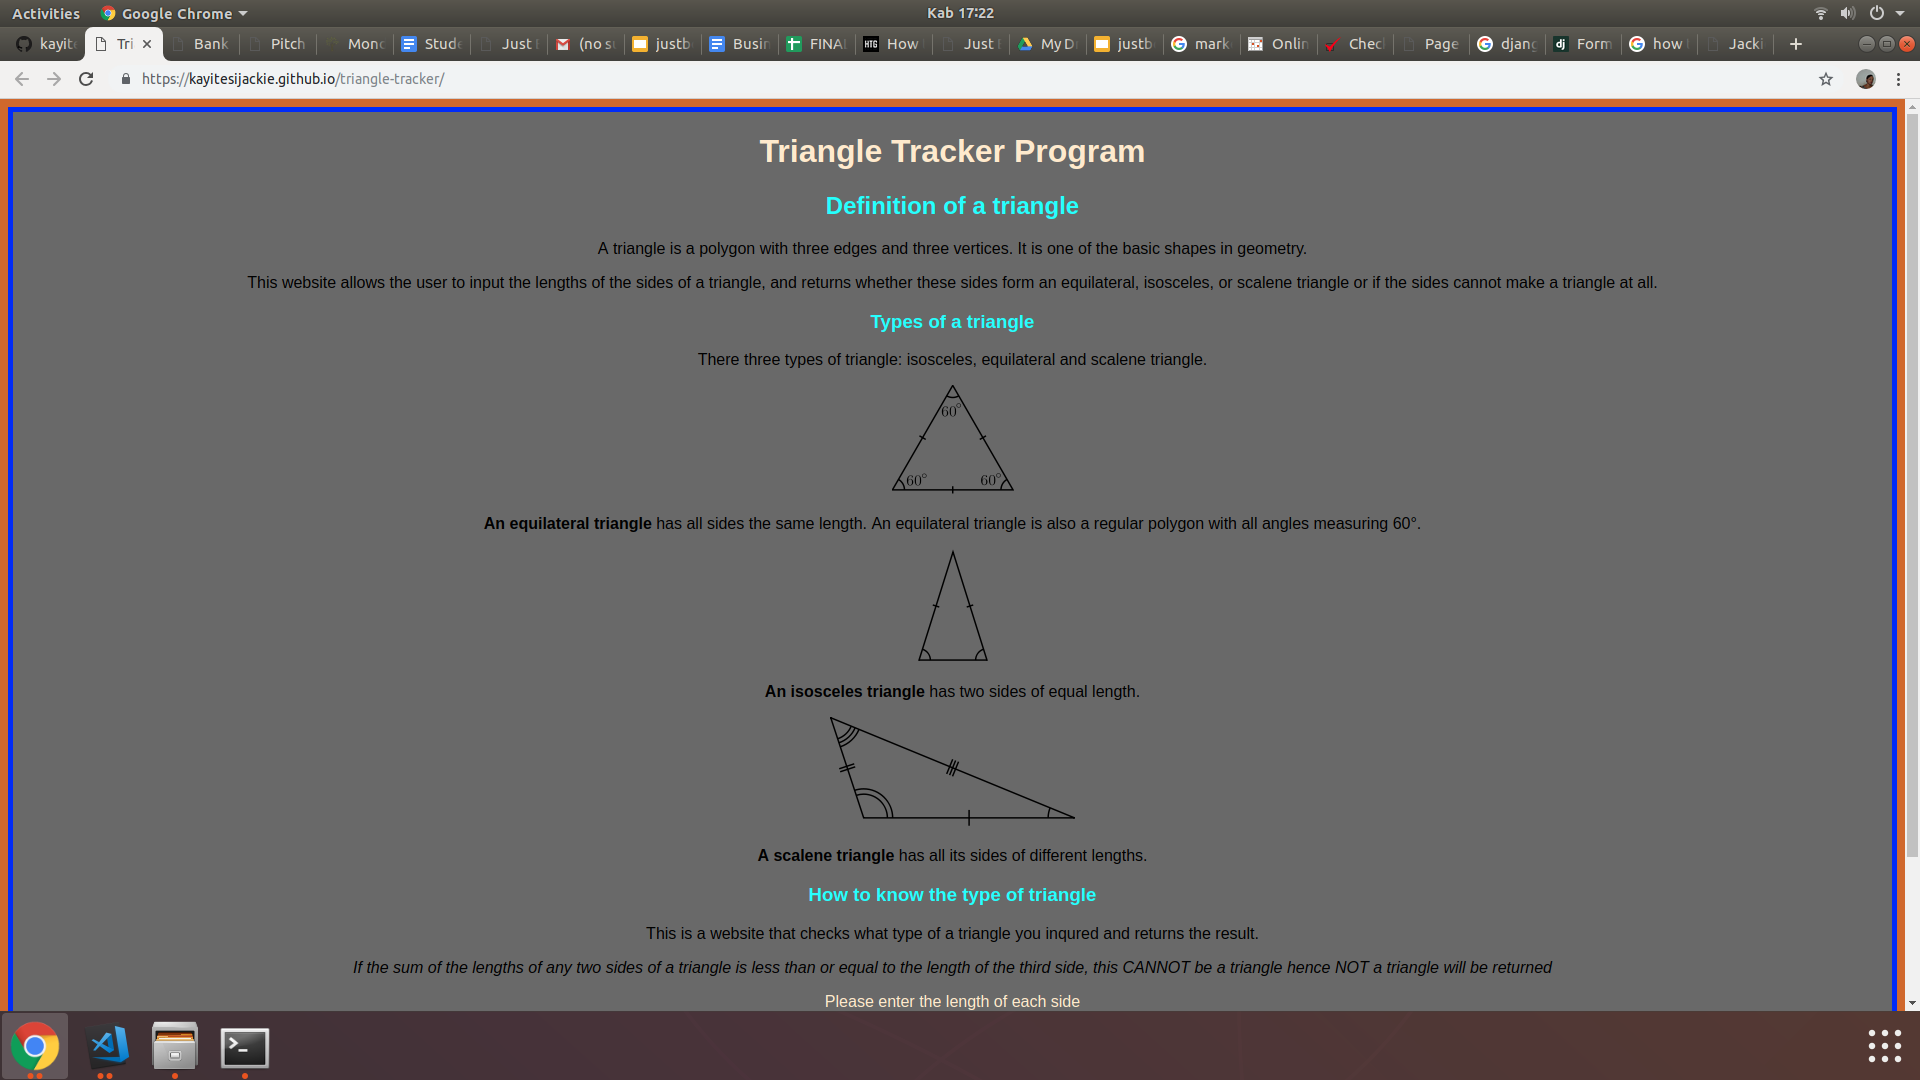 Activities Google Chrome Kab 17:22
kayit Tri Bank Pitch Mono Stude Just (no su justb Busin FINA How Just My Dr justb mark Onlin Chec Page djang Form how Jacki
https://kayitesijackie.github.io/triangle-tracker/
Triangle Tracker Program
Definition of a triangle
A triangle is a polygon with three edges and three vertices. It is one of the basic shapes in geometry.
This website allows the user to input the lengths of the sides of a triangle, and returns whether these sides form an equilateral, isosceles, or scalene triangle or if the sides cannot make a triangle at all.
Types of a triangle
There three types of triangle: isosceles, equilateral and scalene triangle.
60°
60° 60°
An equilateral triangle has all sides the same length. An equilateral triangle is also a regular polygon with all angles measuring 60°.
An isosceles triangle has two sides of equal length.
A scalene triangle has all its sides of different lengths.
How to know the type of triangle
This is a website that checks what type of a triangle you inqured and returns the result.
If the sum of the lengths of any two sides of a triangle is less than or equal to the length of the third side, this CANNOT be a triangle hence NOT a triangle will be returned
Please enter the length of each side